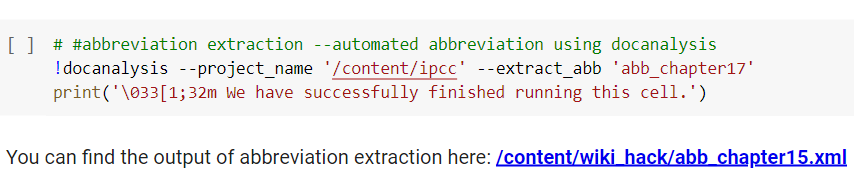 [ ] # #abbreviation extraction --automated abbreviation using docanalysis
!docanalysis --project_name '/content/ipcc' --extract_abb 'abb_chapter17'
print('\033[1;32m We have successfully finished running this cell.')
You can find the output of abbreviation extraction here: /content/wiki_hack/abb_chapter15.xml